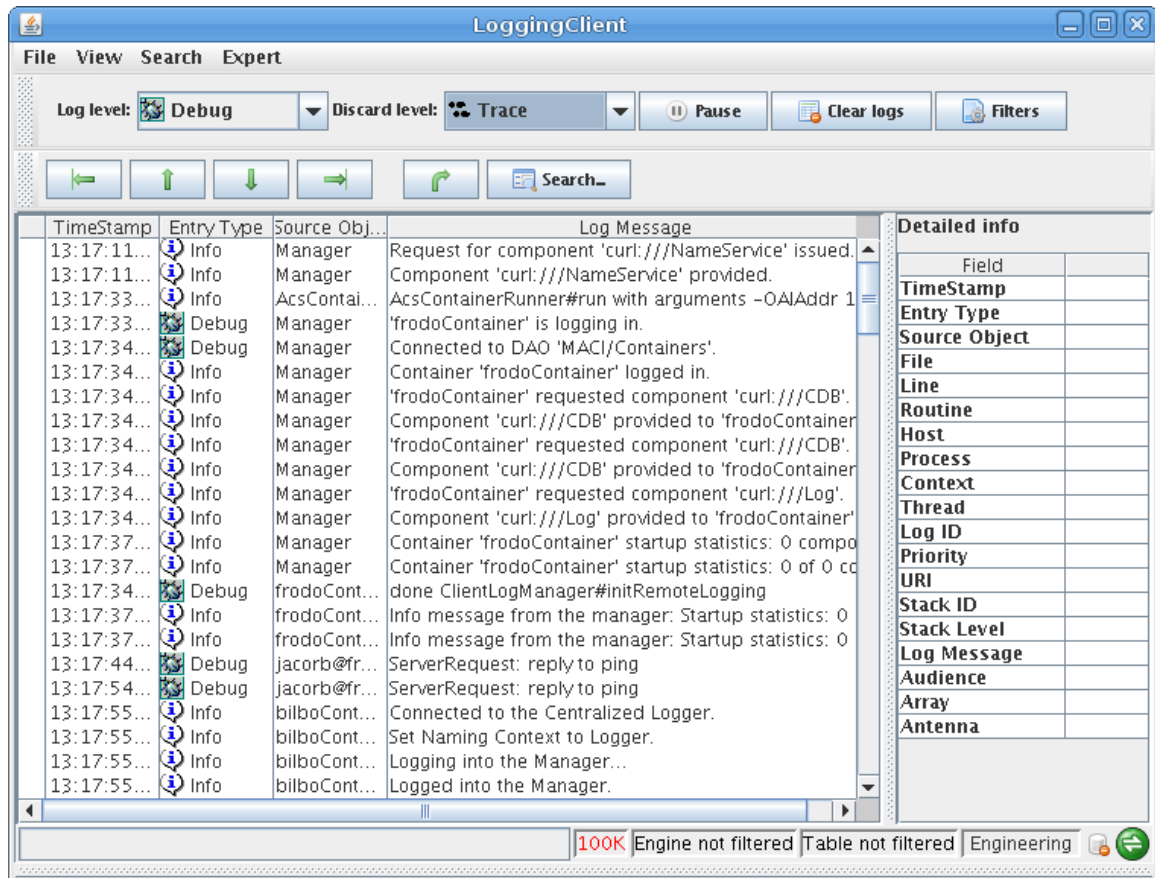 LoggingClient
File View Search Expert
Log level: Debug Discard level: Trace Pause Clear logs Filters
Search...
TimeStamp Entry Type Source Obj... Log Message
13:17:11... Info Manager Request for component 'curl:///NameService' issued.
13:17:11... Info Manager Component 'curl:///NameService' provided.
13:17:33... Info AcsContai... AcsContainerRunner#run with arguments -OAIAddr 1
13:17:33... Debug Manager 'frodoContainer' is logging in.
13:17:34... Debug Manager Connected to DAO 'MACI/Containers'.
13:17:34... Info Manager Container 'frodoContainer' logged in.
13:17:34... Info Manager 'frodoContainer' requested component 'curl:///CDB'.
13:17:34... Info Manager Component 'curl:///CDB' provided to 'frodoContainer
13:17:34... Info Manager 'frodoContainer' requested component 'curl:///CDB'.
13:17:34... Info Manager Component 'curl:///CDB' provided to 'frodoContainer
13:17:34... Info Manager 'frodoContainer' requested component 'curl:///Log'.
13:17:34... Info Manager Component 'curl:///Log' provided to 'frodoContainer'
13:17:37... Info Manager Container 'frodoContainer' startup statistics: 0 compo
13:17:37... Info Manager Container 'frodoContainer' startup statistics: 0 of 0 co
13:17:34... Debug frodoCont... done ClientLogManager#initRemoteLogging
13:17:37... Info frodoCont... Info message from the manager: Startup statistics: 0
13:17:37... Info frodoCont... Info message from the manager: Startup statistics: 0
13:17:44... Debug jacorb@fr... ServerRequest: reply to ping
13:17:54... Debug jacorb@fr... ServerRequest: reply to ping
13:17:55... Info bilboCont... Connected to the Centralized Logger.
13:17:55... Info bilboCont... Set Naming Context to Logger.
13:17:55... Info bilboCont... Logging into the Manager...
13:17:55... Info bilboCont... Logged into the Manager.
Detailed info
Field
TimeStamp
Entry Type
Source Object
File
Line
Routine
Host
Process
Context
Thread
Log ID
Priority
URI
Stack ID
Stack Level
Log Message
Audience
Array
Antenna
100K Engine not filtered Table not filtered Engineering